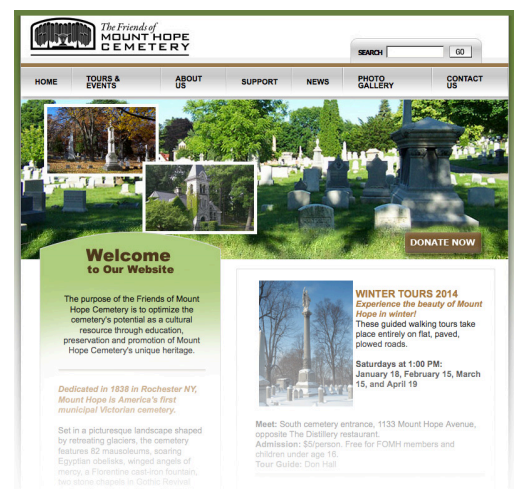 The Friends of
MOUNT HOPE
CEMETERY
SEARCH GO
HOME TOURS & EVENTS ABOUT US SUPPORT NEWS PHOTO GALLERY CONTACT US
DONATE NOW
Welcome
to Our Website
The purpose of the Friends of Mount
Hope Cemetery is to optimize the
cemetery's potential as a cultural
resource through education,
preservation and promotion of Mount
Hope Cemetery's unique heritage.
Dedicated in 1838 in Rochester NY,
Mount Hope is America's first
municipal Victorian cemetery.
Set in a picturesque landscape shaped
by retreating glaciers, the cemetery
features 82 mausoleums, soaring
Egyptian obelisks, winged angels of
mercy, a Florentine cast-iron fountain,
two stone chapels in Gothic Revival
WINTER TOURS 2014
Experience the beauty of Mount
Hope in winter!
These guided walking tours take
place entirely on flat, paved,
plowed roads.
Saturdays at 1:00 PM:
January 18, February 15, March
15, and April 19
Meet: South cemetery entrance, 1133 Mount Hope Avenue,
opposite The Distillery restaurant.
Admission: $5/person. Free for FOMH members and
children under age 16.
Tour Guide: Don Hall